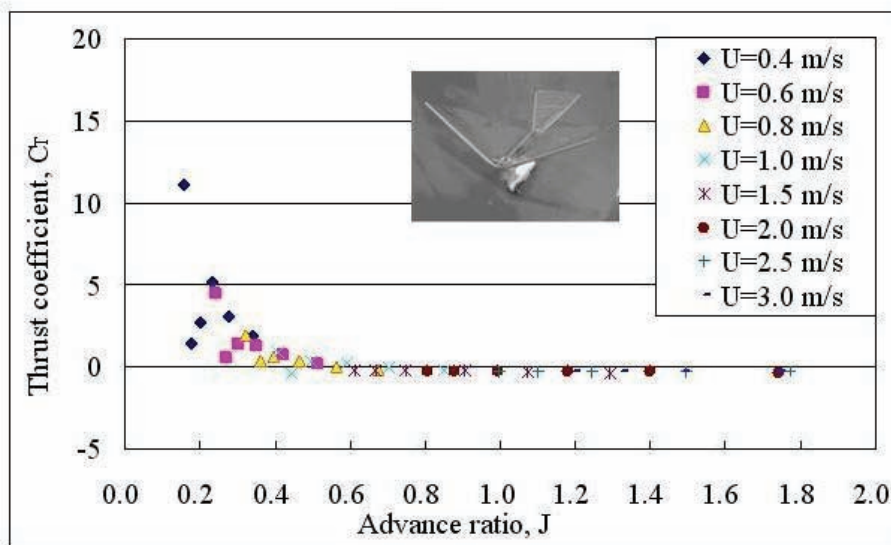 20
15
10
5
0
-5
Thrust coefficient, CT
0.0 0.2 0.4 0.6 0.8 1.0 1.2 1.4 1.6 1.8 2.0
Advance ratio, J
U=0.4 m/s
U=0.6 m/s
U=0.8 m/s
U=1.0 m/s
U=1.5 m/s
U=2.0 m/s
U=2.5 m/s
U=3.0 m/s